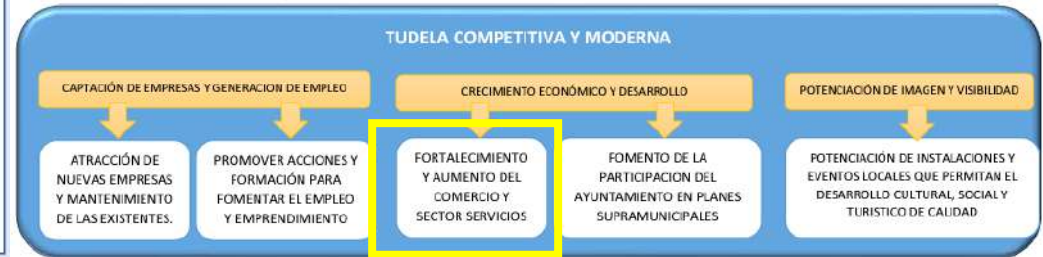 TUDELA COMPETITIVA Y MODERNA
CAPTACIÓN DE EMPRESAS Y GENERACION DE EMPLEO
CRECIMIENTO ECONÓMICO Y DESARROLLO
POTENCIACIÓN DE IMAGEN Y VISIBILIDAD
ATRACCIÓN DE
NUEVAS EMPRESAS
Y MANTENIMIENTO
DE LAS EXISTENTES.
PROMOVER ACCIONES Y
FORMACIÓN PARA
FOMENTAR EL EMPLEO
Y EMPRENDIMIENTO
FORTALECIMIENTO
Y AUMENTO DEL
COMERCIO Y
SECTOR SERVICIOS
FOMENTO DE LA
PARTICIPACION DEL
AYUNTAMIENTO EN PLANES
SUPRAMUNICIPALES
POTENCIACIÓN DE INSTALACIONES Y
EVENTOS LOCALES QUE PERMITAN EL
DESARROLLO CULTURAL, SOCIAL Y
TURISTICO DE CALIDAD